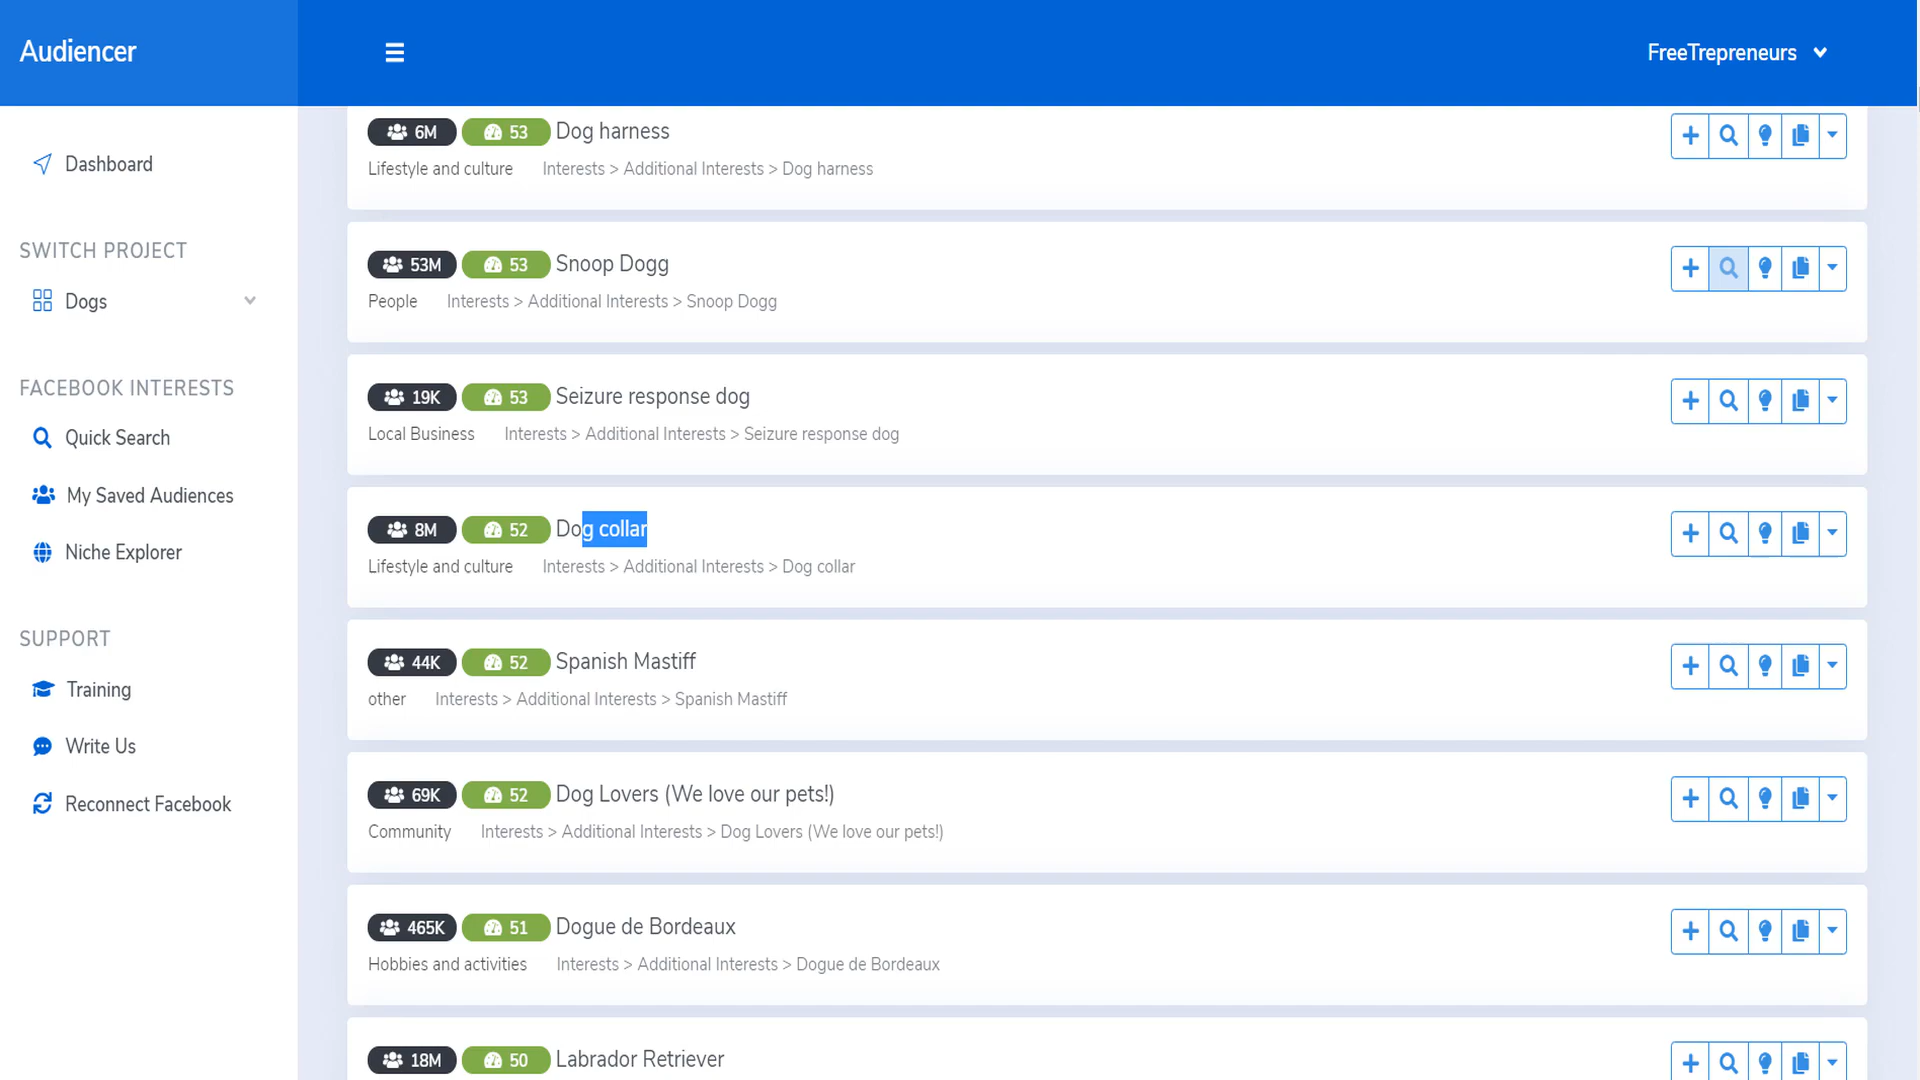 Audiencer
FreeTrepreneurs
Dashboard
SWITCH PROJECT
Dogs
FACEBOOK INTERESTS
Quick Search
My Saved Audiences
Niche Explorer
SUPPORT
Training
Write Us
Reconnect Facebook
6M 53 Dog harness
Lifestyle and culture Interests > Additional Interests > Dog harness
53M 53 Snoop Dogg
People Interests > Additional Interests > Snoop Dogg
19K 53 Seizure response dog
Local Business Interests > Additional Interests > Seizure response dog
8M 52 Dog collar
Lifestyle and culture Interests > Additional Interests > Dog collar
44K 52 Spanish Mastiff
other Interests > Additional Interests > Spanish Mastiff
69K 52 Dog Lovers (We love our pets!)
Community Interests > Additional Interests > Dog Lovers (We love our pets!)
465K 51 Dogue de Bordeaux
Hobbies and activities Interests > Additional Interests > Dogue de Bordeaux
18M 50 Labrador Retriever